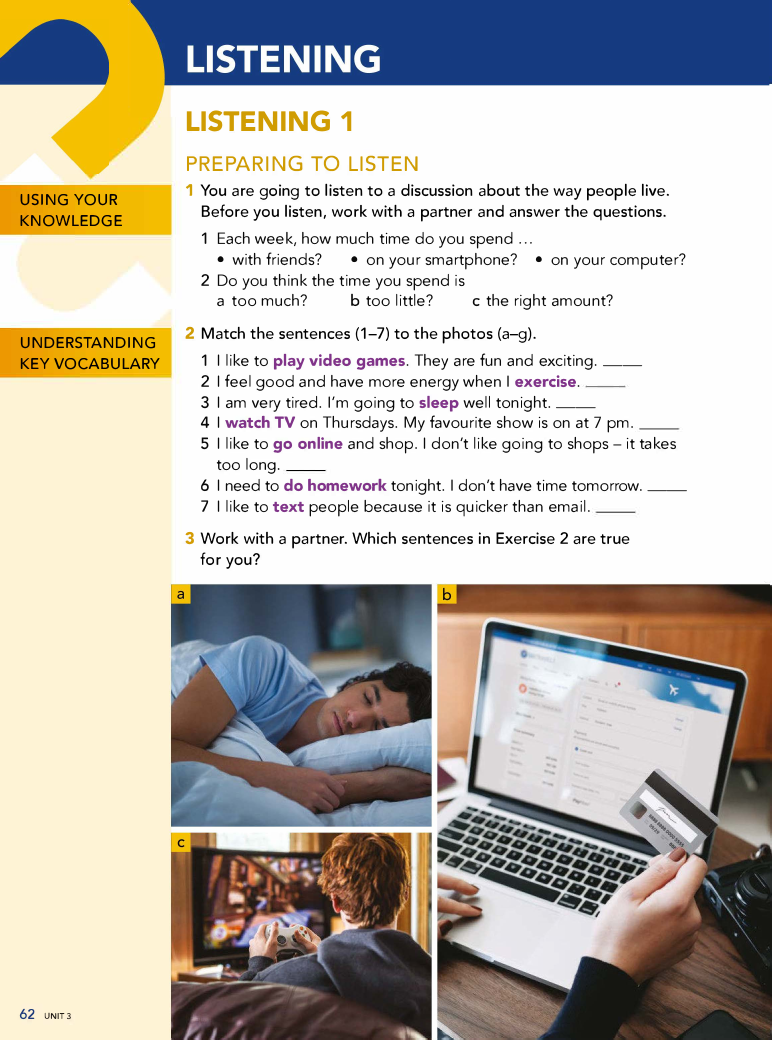 LISTENING
LISTENING 1
PREPARING TO LISTEN
USING YOUR
KNOWLEDGE
1 You are going to listen to a discussion about the way people live.
Before you listen, work with a partner and answer the questions.
1 Each week, how much time do you spend …
• with friends? • on your smartphone? • on your computer?
2 Do you think the time you spend is
a too much? b too little? c the right amount?
UNDERSTANDING
KEY VOCABULARY
2 Match the sentences (1–7) to the photos (a–g).
1 I like to play video games. They are fun and exciting. _____
2 I feel good and have more energy when I exercise. _____
3 I am very tired. I'm going to sleep well tonight. _____
4 I watch TV on Thursdays. My favourite show is on at 7 pm. _____
5 I like to go online and shop. I don't like going to shops – it takes
too long. _____
6 I need to do homework tonight. I don't have time tomorrow. _____
7 I like to text people because it is quicker than email. _____
3 Work with a partner. Which sentences in Exercise 2 are true
for you?
a
b
c
62 UNIT 3